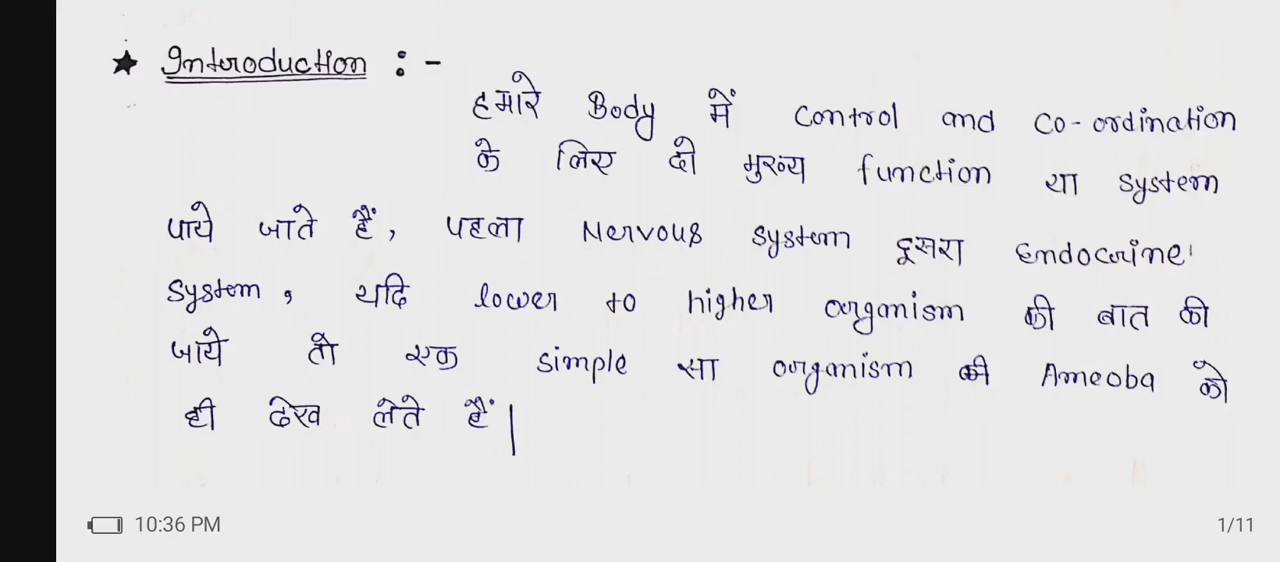 ★ Introduction :-
हमारे Body में control and co-ordination
के लिए दो मुख्य function या system
पाये जाते हैं, पहला Nervous system दूसरा Endocrine
system, यदि lower to higher organism की बात की
जाये तो एक simple सा organism की Ameoba को
ही देख लेते हैं|
10:36 PM
1/11